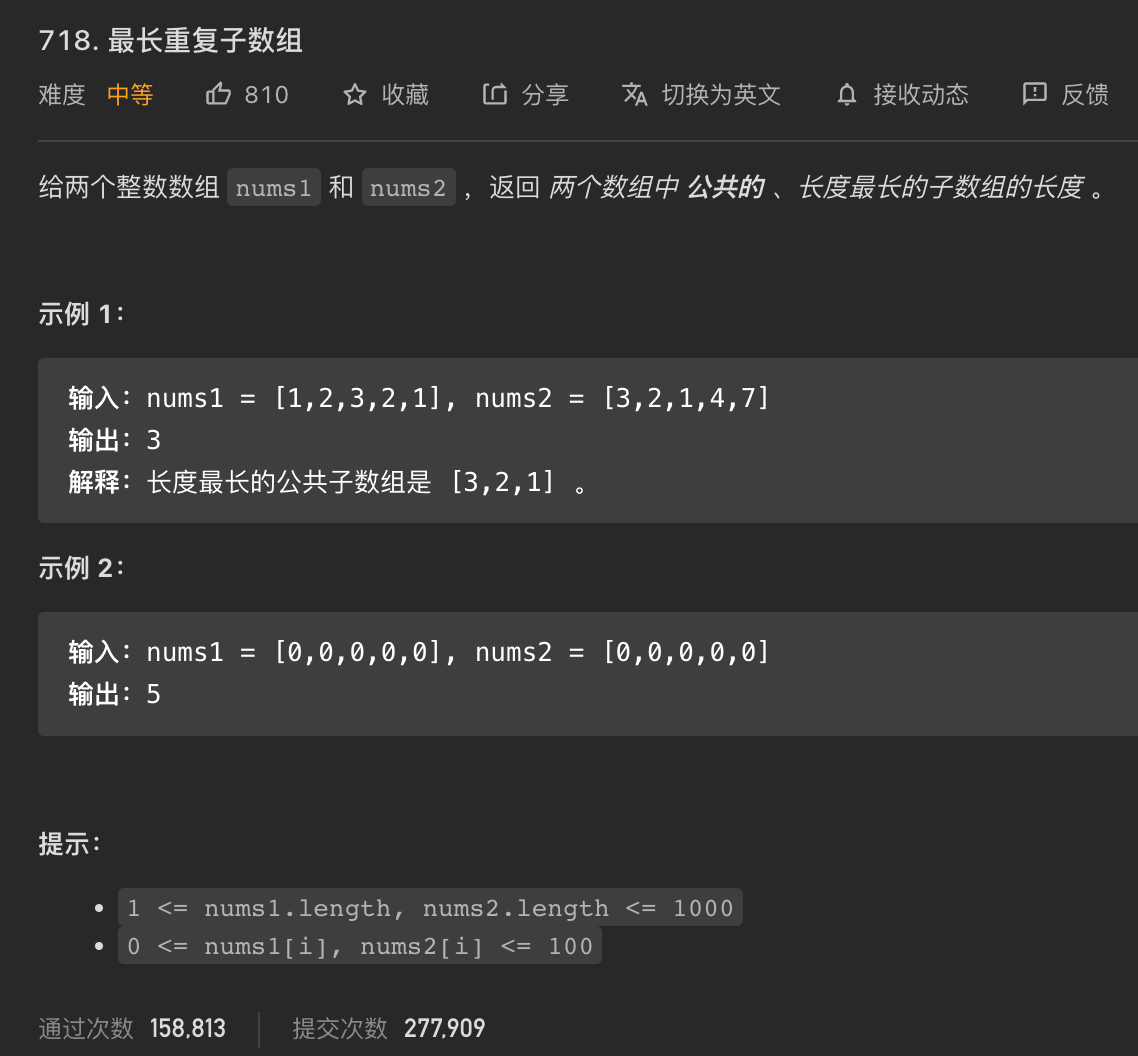 718. 最长重复子数组
难度 中等 810 收藏 分享 切换为英文 接收动态 反馈
给两个整数数组 nums1 和 nums2 ，返回 两个数组中 公共的 、长度最长的子数组的长度 。
示例 1：
输入：nums1 = [1,2,3,2,1], nums2 = [3,2,1,4,7]
输出：3
解释：长度最长的公共子数组是 [3,2,1] 。
示例 2：
输入：nums1 = [0,0,0,0,0], nums2 = [0,0,0,0,0]
输出：5
提示：
1 <= nums1.length, nums2.length <= 1000
0 <= nums1[i], nums2[i] <= 100
通过次数 158,813 提交次数 277,909